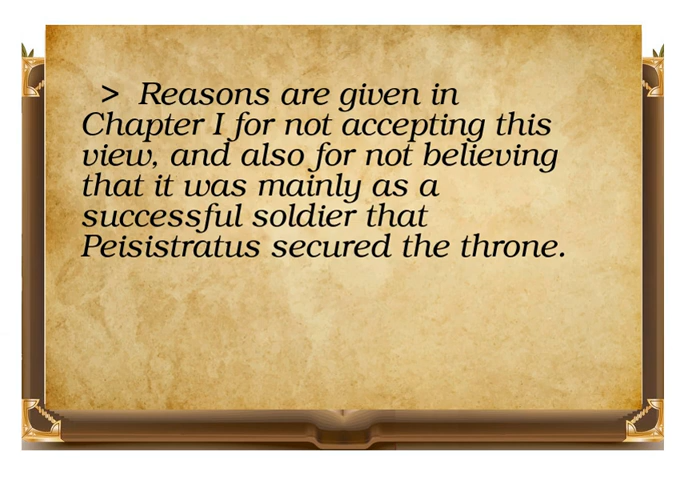 > Reasons are given in
Chapter I for not accepting this
view, and also for not believing
that it was mainly as a
successful soldier that
Peisistratus secured the throne.